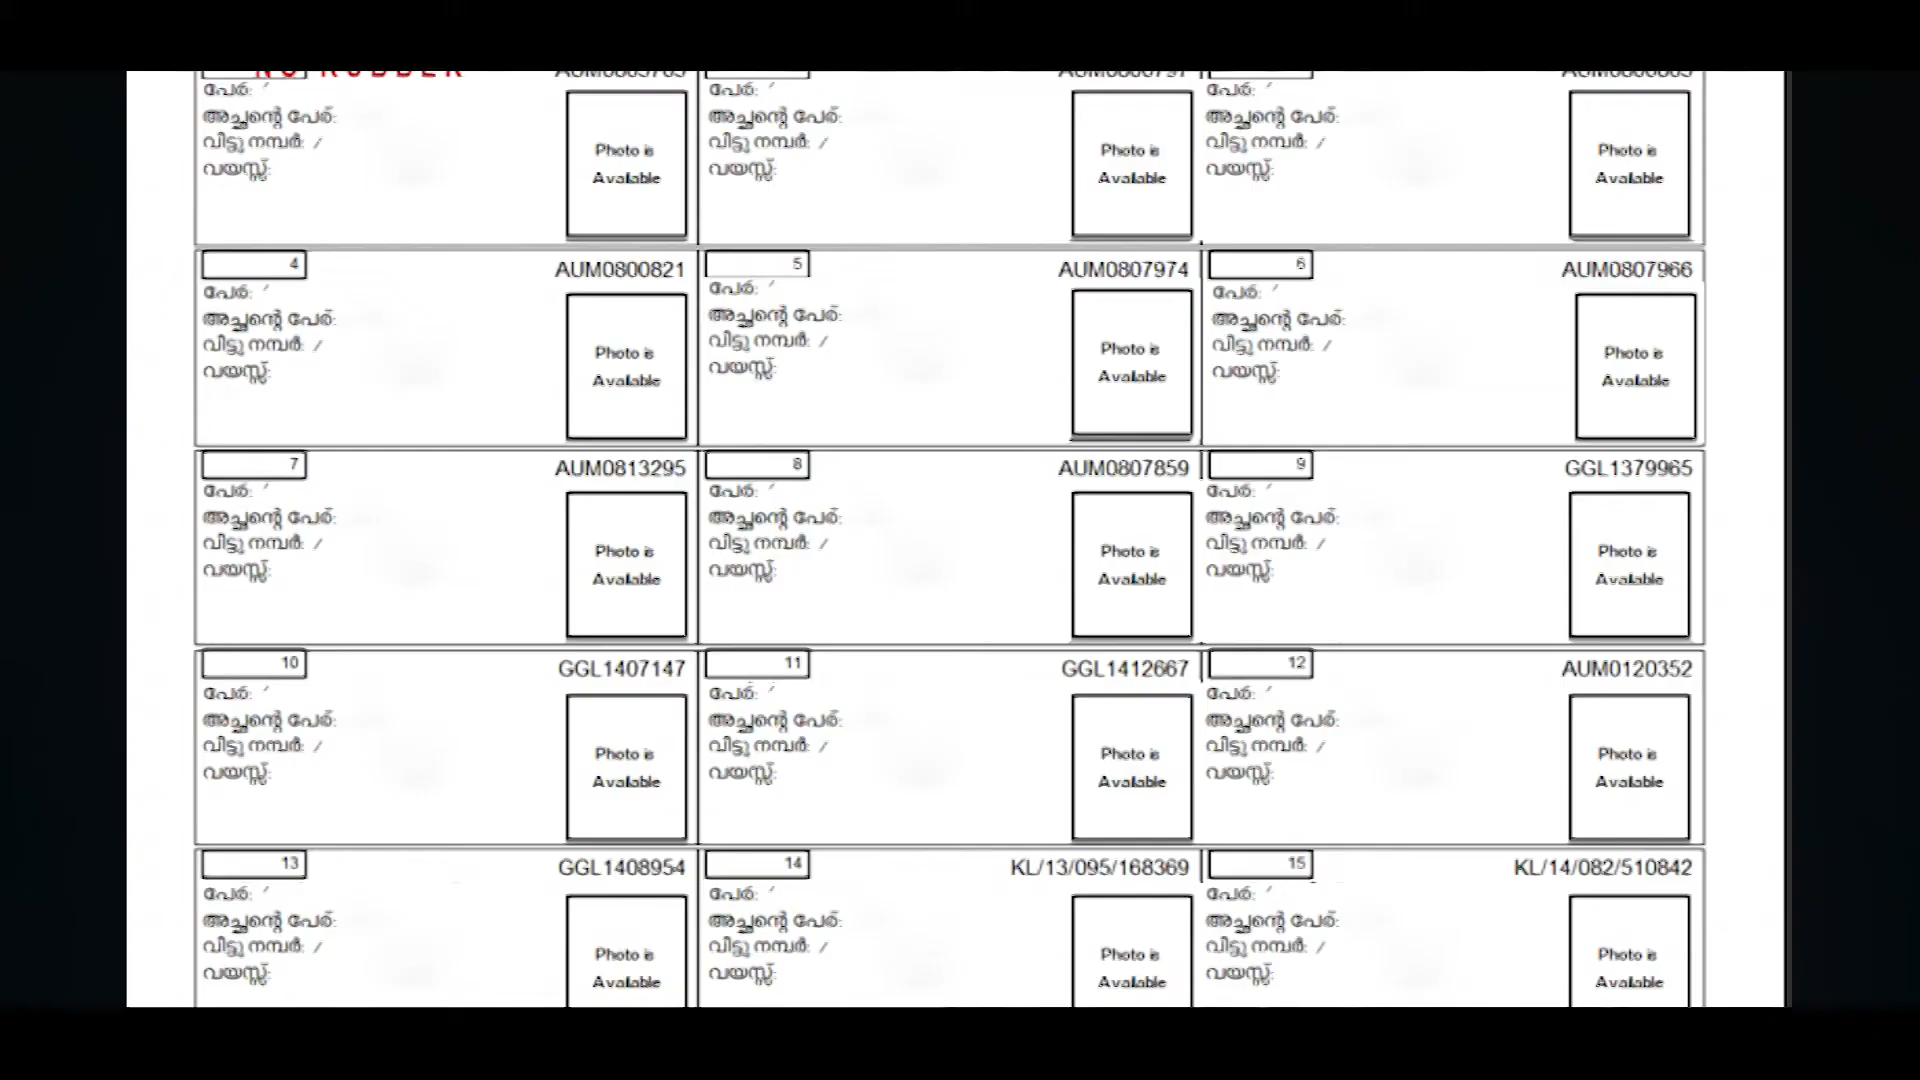 പേര്:
അച്ഛന്റെ പേര്:
വീട്ടു നമ്പർ: /
വയസ്സ്:
Photo is
Available
പേര്:
അച്ഛന്റെ പേര്:
വീട്ടു നമ്പർ: /
വയസ്സ്:
Photo is
Available
പേര്:
അച്ഛന്റെ പേര്:
വീട്ടു നമ്പർ: /
വയസ്സ്:
Photo is
Available
4 AUM0800821
പേര്:
അച്ഛന്റെ പേര്:
വീട്ടു നമ്പർ: /
വയസ്സ്:
Photo is
Available
5 AUM0807974
പേര്:
അച്ഛന്റെ പേര്:
വീട്ടു നമ്പർ: /
വയസ്സ്:
Photo is
Available
6 AUM0807966
പേര്:
അച്ഛന്റെ പേര്:
വീട്ടു നമ്പർ: /
വയസ്സ്:
Photo is
Available
7 AUM0813295
പേര്:
അച്ഛന്റെ പേര്:
വീട്ടു നമ്പർ: /
വയസ്സ്:
Photo is
Available
8 AUM0807859
പേര്:
അച്ഛന്റെ പേര്:
വീട്ടു നമ്പർ: /
വയസ്സ്:
Photo is
Available
9 GGL1379965
പേര്:
അച്ഛന്റെ പേര്:
വീട്ടു നമ്പർ: /
വയസ്സ്:
Photo is
Available
10 GGL1407147
പേര്:
അച്ഛന്റെ പേര്:
വീട്ടു നമ്പർ: /
വയസ്സ്:
Photo is
Available
11 GGL1412667
പേര്:
അച്ഛന്റെ പേര്:
വീട്ടു നമ്പർ: /
വയസ്സ്:
Photo is
Available
12 AUM0120352
പേര്:
അച്ഛന്റെ പേര്:
വീട്ടു നമ്പർ: /
വയസ്സ്:
Photo is
Available
13 GGL1408954
പേര്:
അച്ഛന്റെ പേര്:
വീട്ടു നമ്പർ: /
വയസ്സ്:
Photo is
Available
14 KL/13/095/168369
പേര്:
അച്ഛന്റെ പേര്:
വീട്ടു നമ്പർ: /
വയസ്സ്:
Photo is
Available
15 KL/14/082/510842
പേര്:
അച്ഛന്റെ പേര്:
വീട്ടു നമ്പർ: /
വയസ്സ്:
Photo is
Available